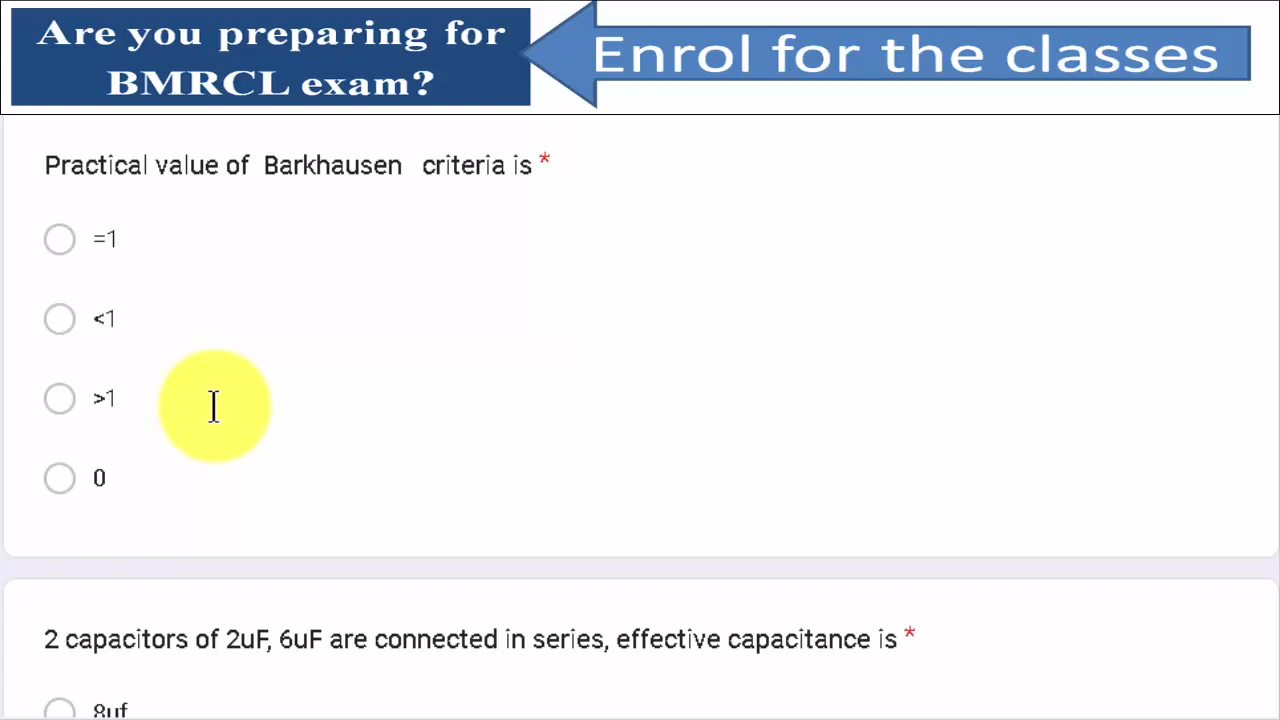 Are you preparing for
BMRCL exam?
Enrol for the classes
Practical value of Barkhausen criteria is *
=1
<1
>1
0
2 capacitors of 2uF, 6uF are connected in series, effective capacitance is *
8uf